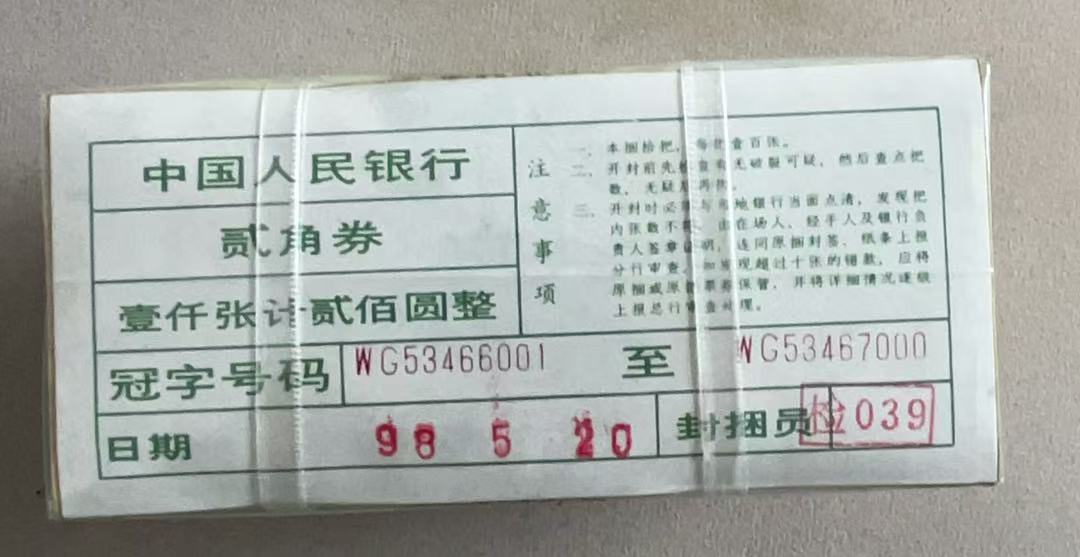 中国人民银行
贰角券
壹仟张计贰佰圆整
注意事项
一、本捆拾把，每把壹百张。
二、开封前先检查有无破裂可疑，然后查点把
数，无疑后再拆。
三、开封时必须与当地银行当面点清，发现把
内张数不符，由在场人、经手人及银行负
责人签章证明，连同原捆封签、纸条上报
分行审查，如发现超过十张的错款，应将
原捆或原暂票券保管，并将详细情况逐级
上报总行审查处理。
冠字号码 WG53466001 至 WG53467000
日期 98 5 20 封捆员 检039